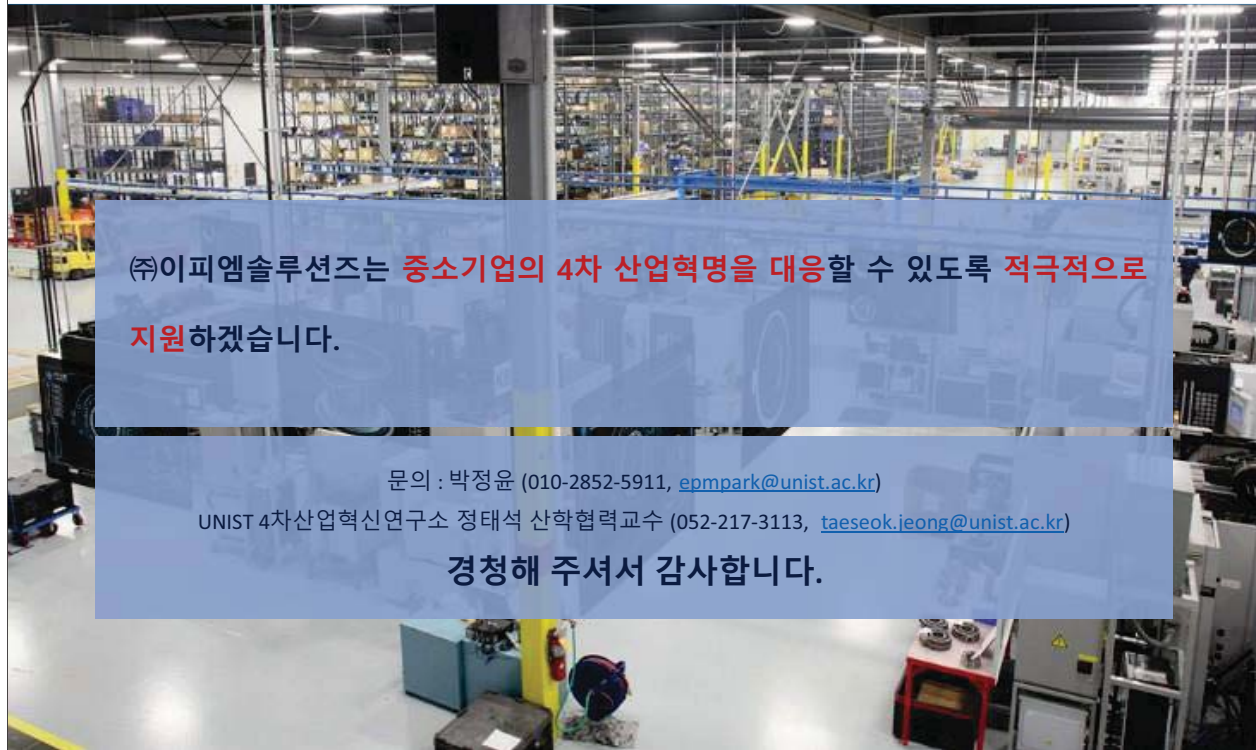 ㈜이피엠솔루션즈는 중소기업의 4차 산업혁명을 대응할 수 있도록 적극적으로
지원하겠습니다.
문의 : 박정윤 (010-2852-5911, epmpark@unist.ac.kr)
UNIST 4차산업혁신연구소 정태석 산학협력교수 (052-217-3113, taeseok.jeong@unist.ac.kr)
경청해 주셔서 감사합니다.